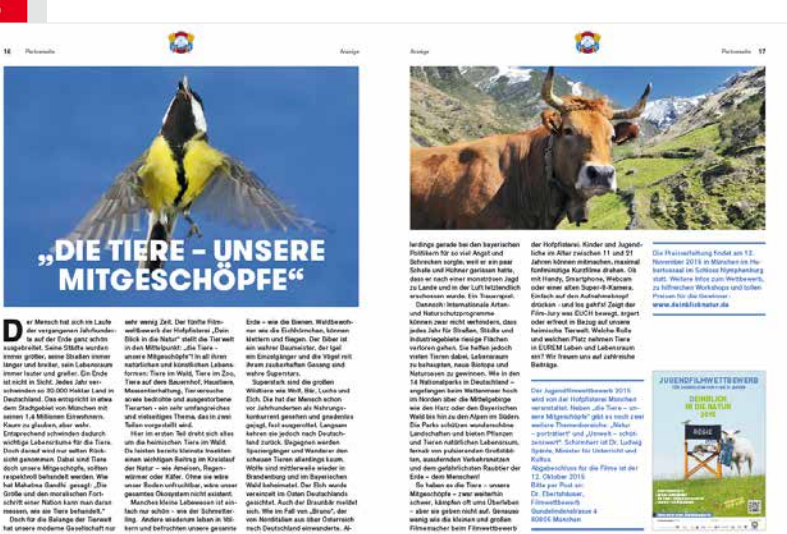 16 Partnerseite
Anzeige
„DIE TIERE – UNSERE
MITGESCHÖPFE“
Der Mensch hat sich im Laufe
der vergangenen Jahrhunder-
te auf der Erde ganz schön
ausgebreitet. Seine Städte wurden
immer größer, seine Straßen immer
länger und breiter, sein Lebensraum
immer lauter und greller. Ein Ende
ist nicht in Sicht. Jedes Jahr ver-
schwinden so 30.000 Hektar Land in
Deutschland. Das entspricht in etwa
dem Stadtgebiet von München mit
seinen 1,4 Millionen Einwohnern.
Kaum zu glauben, aber wahr.
Entsprechend schwinden dadurch
wichtige Lebensräume für die Tiere.
Doch darauf wird nur selten Rück-
sicht genommen. Dabei sind Tiere
doch unsere Mitgeschöpfe, sollten
respektvoll behandelt werden. Wie
hat Mahatma Gandhi gesagt: „Die
Größe und den moralischen Fort-
schritt einer Nation kann man daran
messen, wie sie Tiere behandelt.“
Doch für die Belange der Tierwelt
hat unsere moderne Gesellschaft nur
sehr wenig Zeit. Der fünfte Film-
wettbewerb der Hofpfisterei „Dein
Blick in die Natur“ stellt die Tierwelt
in den Mittelpunkt: „die Tiere –
unsere Mitgeschöpfe“! In all ihren
natürlichen und künstlichen Lebens-
formen: Tiere im Wald, Tiere im Zoo,
Tiere auf dem Bauernhof, Haustiere,
Massentierhaltung, Tierversuche
sowie bedrohte und ausgestorbene
Tierarten – ein sehr umfangreiches
und vielseitiges Thema, das in zwei
Teilen vorgestellt wird.
Hier im ersten Teil dreht sich alles
um die heimischen Tiere im Wald.
Da leisten bereits kleinste Insekten
einen wichtigen Beitrag im Kreislauf
der Natur – wie Ameisen, Regen-
würmer oder Käfer. Ohne sie wäre
unser Boden unfruchtbar, wäre unser
gesamtes Ökosystem nicht existent.
Manches kleine Lebewesen ist ein-
fach nur schön – wie der Schmetter-
ling. Andere wiederum leben in Völ-
kern und befruchten unsere gesamte
Erde – wie die Bienen. Waldbewoh-
ner wie die Eichhörnchen, können
klettern und fliegen. Der Biber ist
ein wahrer Baumeister, der Igel
ein Einzelgänger und die Vögel mit
ihrem zauberhaften Gesang sind
wahre Superstars.
Superstark sind die großen
Wildtiere wie Wolf, Bär, Luchs und
Elch. Die hat der Mensch schon
vor Jahrhunderten als Nahrungs-
konkurrent gesehen und gnadenlos
gejagt, fast ausgerottet. Langsam
kehren sie jedoch nach Deutsch-
land zurück. Dagegen werden
Spaziergänger und Wanderer den
scheuen Tieren allerdings kaum.
Wölfe sind mittlerweile wieder in
Brandenburg und im Bayerischen
Wald beheimatet. Der Elch wurde
vereinzelt im Osten Deutschlands
gesichtet. Auch der Braunbär meldet
sich. Wie im Fall von „Bruno“, der
von Norditalien aus über Österreich
nach Deutschland einwanderte. Al-
Anzeige
Partnerseite 17
lerdings gerade bei den bayerischen
Politikern für so viel Angst und
Schrecken sorgte, weil er ein paar
Schafe und Hühner gerissen hatte,
dass er nach einer monströsen Jagd
zu Lande und in der Luft letztendlich
erschossen wurde. Ein Trauerspiel.
Dennoch: Internationale Arten-
und Naturschutzprogramme
können zwar nicht verhindern, dass
jedes Jahr für Straßen, Städte und
Industriegebiete riesige Flächen
verloren gehen. Sie helfen jedoch
vielen Tieren dabei, Lebensraum
zu behaupten, neue Biotope und
Naturoasen zu gewinnen. Wie in den
14 Nationalparks in Deutschland –
angefangen beim Wattenmeer hoch
im Norden über die Mittelgebirge
wie den Harz oder den Bayerischen
Wald bis hin zu den Alpen im Süden.
Die Parks schützen wunderschöne
Landschaften und bieten Pflanzen
und Tieren natürlichen Lebensraum,
fernab von pulsierenden Großstäd-
ten, ausufernden Verkehrsnetzen
und dem gefährlichsten Raubtier der
Erde – dem Menschen!
So haben es die Tiere – unsere
Mitgeschöpfe – zwar weiterhin
schwer, kämpfen oft ums Überleben
– aber sie geben nicht auf. Genauso
wenig wie die kleinen und großen
Filmemacher beim Filmwettbewerb
der Hofpfisterei. Kinder und Jugend-
liche im Alter zwischen 11 und 21
Jahren können mitmachen, maximal
fünfminütige Kurzfilme drehen. Ob
mit Handy, Smartphone, Webcam
oder einer alten Super-8-Kamera.
Einfach auf den Aufnahmeknopf
drücken – und los geht's! Zeigt der
Film-Jury was EUCH bewegt, ärgert
oder erfreut in Bezug auf unsere
heimische Tierwelt. Welche Rolle
und welchen Platz nehmen Tiere
in EUREM Leben und Lebensraum
ein? Wir freuen uns auf zahlreiche
Beiträge.
Der Jugendfilmwettbewerb 2015
wird von der Hofpfisterei München
veranstaltet. Neben „die Tiere – un-
sere Mitgeschöpfe“ gibt es noch zwei
weitere Themenbereiche: „Natur
– porträtiert“ und „Umwelt – schön
Spänle, Minister für Unterricht und
Kultus.
Abgabeschluss für die Filme ist der
12. Oktober 2015
Bitte per Post an:
Dr. Ebertshäuser,
Filmwettbewerb
80805 München
Die Preisverleihung findet am 12.
November 2015 in München im Hu-
bertussaal im Schloss Nymphenburg
statt. Weitere Infos zum Wettbewerb,
zu hilfreichen Workshops und tollen
Preisen für die Gewinner:
www.deinblicknatur.de
JUGENDFILMWETTBEWERB
DEIN BLICK
IN DIE NATUR
2015
REGIE